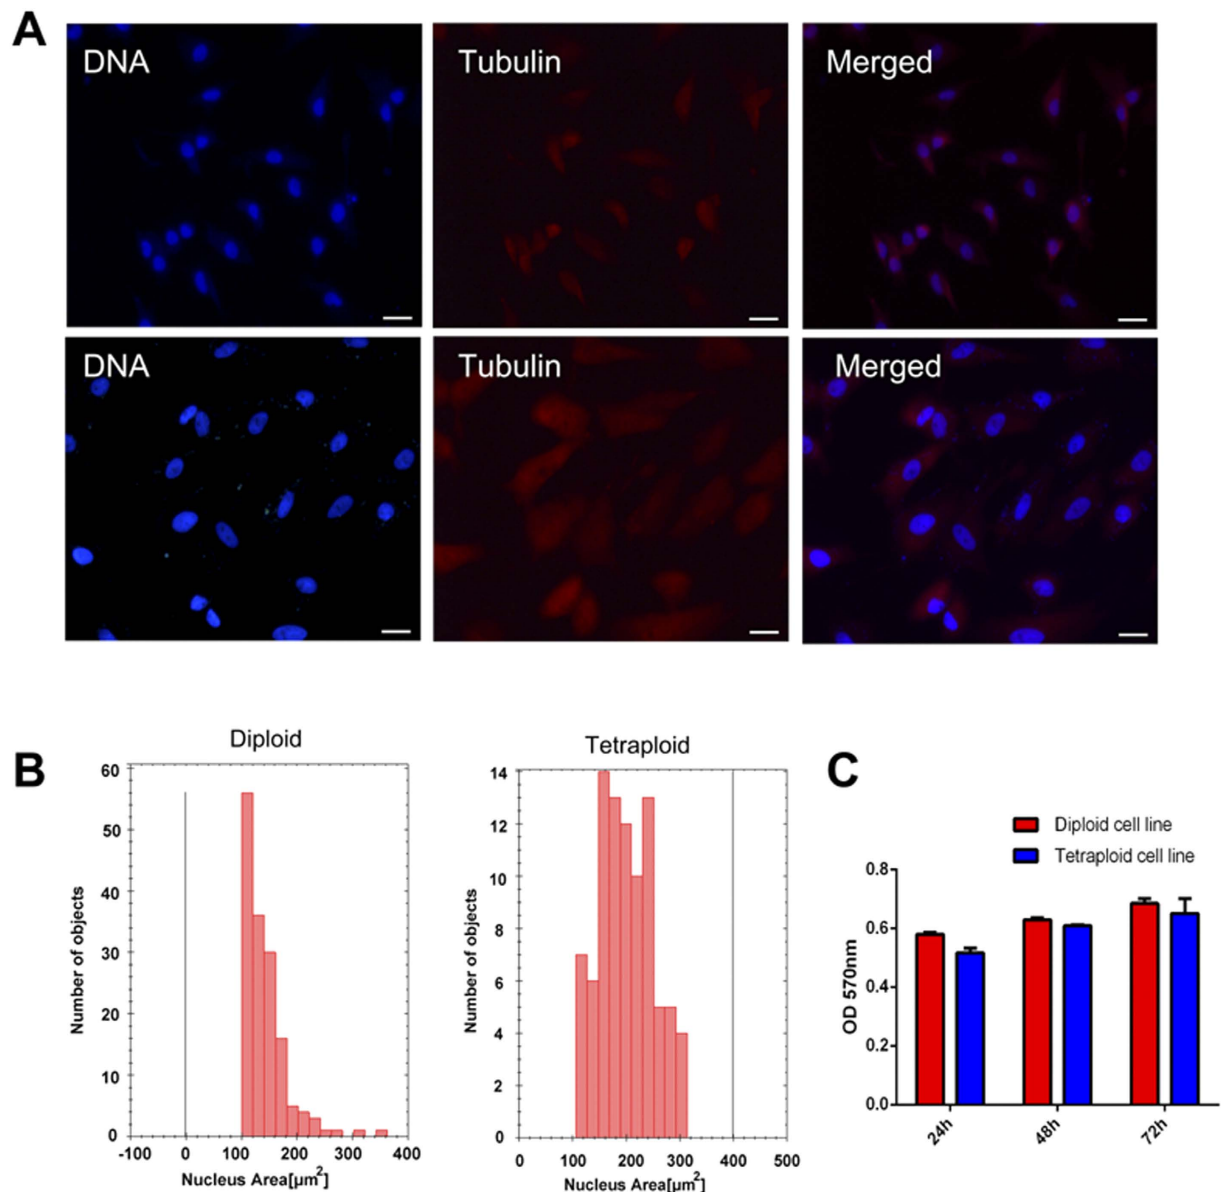 A
DNA
Tubulin
Merged
DNA
Tubulin
Merged
B
Diploid
Number of objects
60
50
40
30
20
10
0
-100 0 100 200 300 400
Nucleus Area[µm²]
Tetraploid
Number of objects
14
12
10
8
6
4
2
0
0 100 200 300 400 500
Nucleus Area[µm²]
C
Diploid cell line
Tetraploid cell line
OD 570nm
0.8
0.6
0.4
0.2
0.0
24h 48h 72h